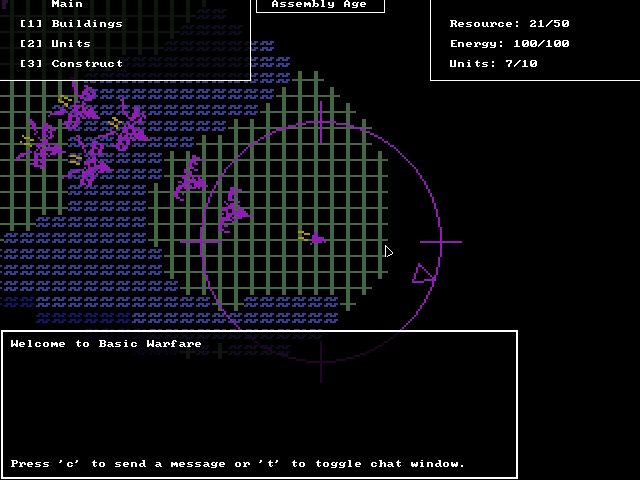 Main
[1] Buildings
[2] Units
[3] Construct
Assembly Age
Resource: 21/50
Energy: 100/100
Units: 7/10
Welcome to Basic Warfare
Press 'c' to send a message or 't' to toggle chat window.